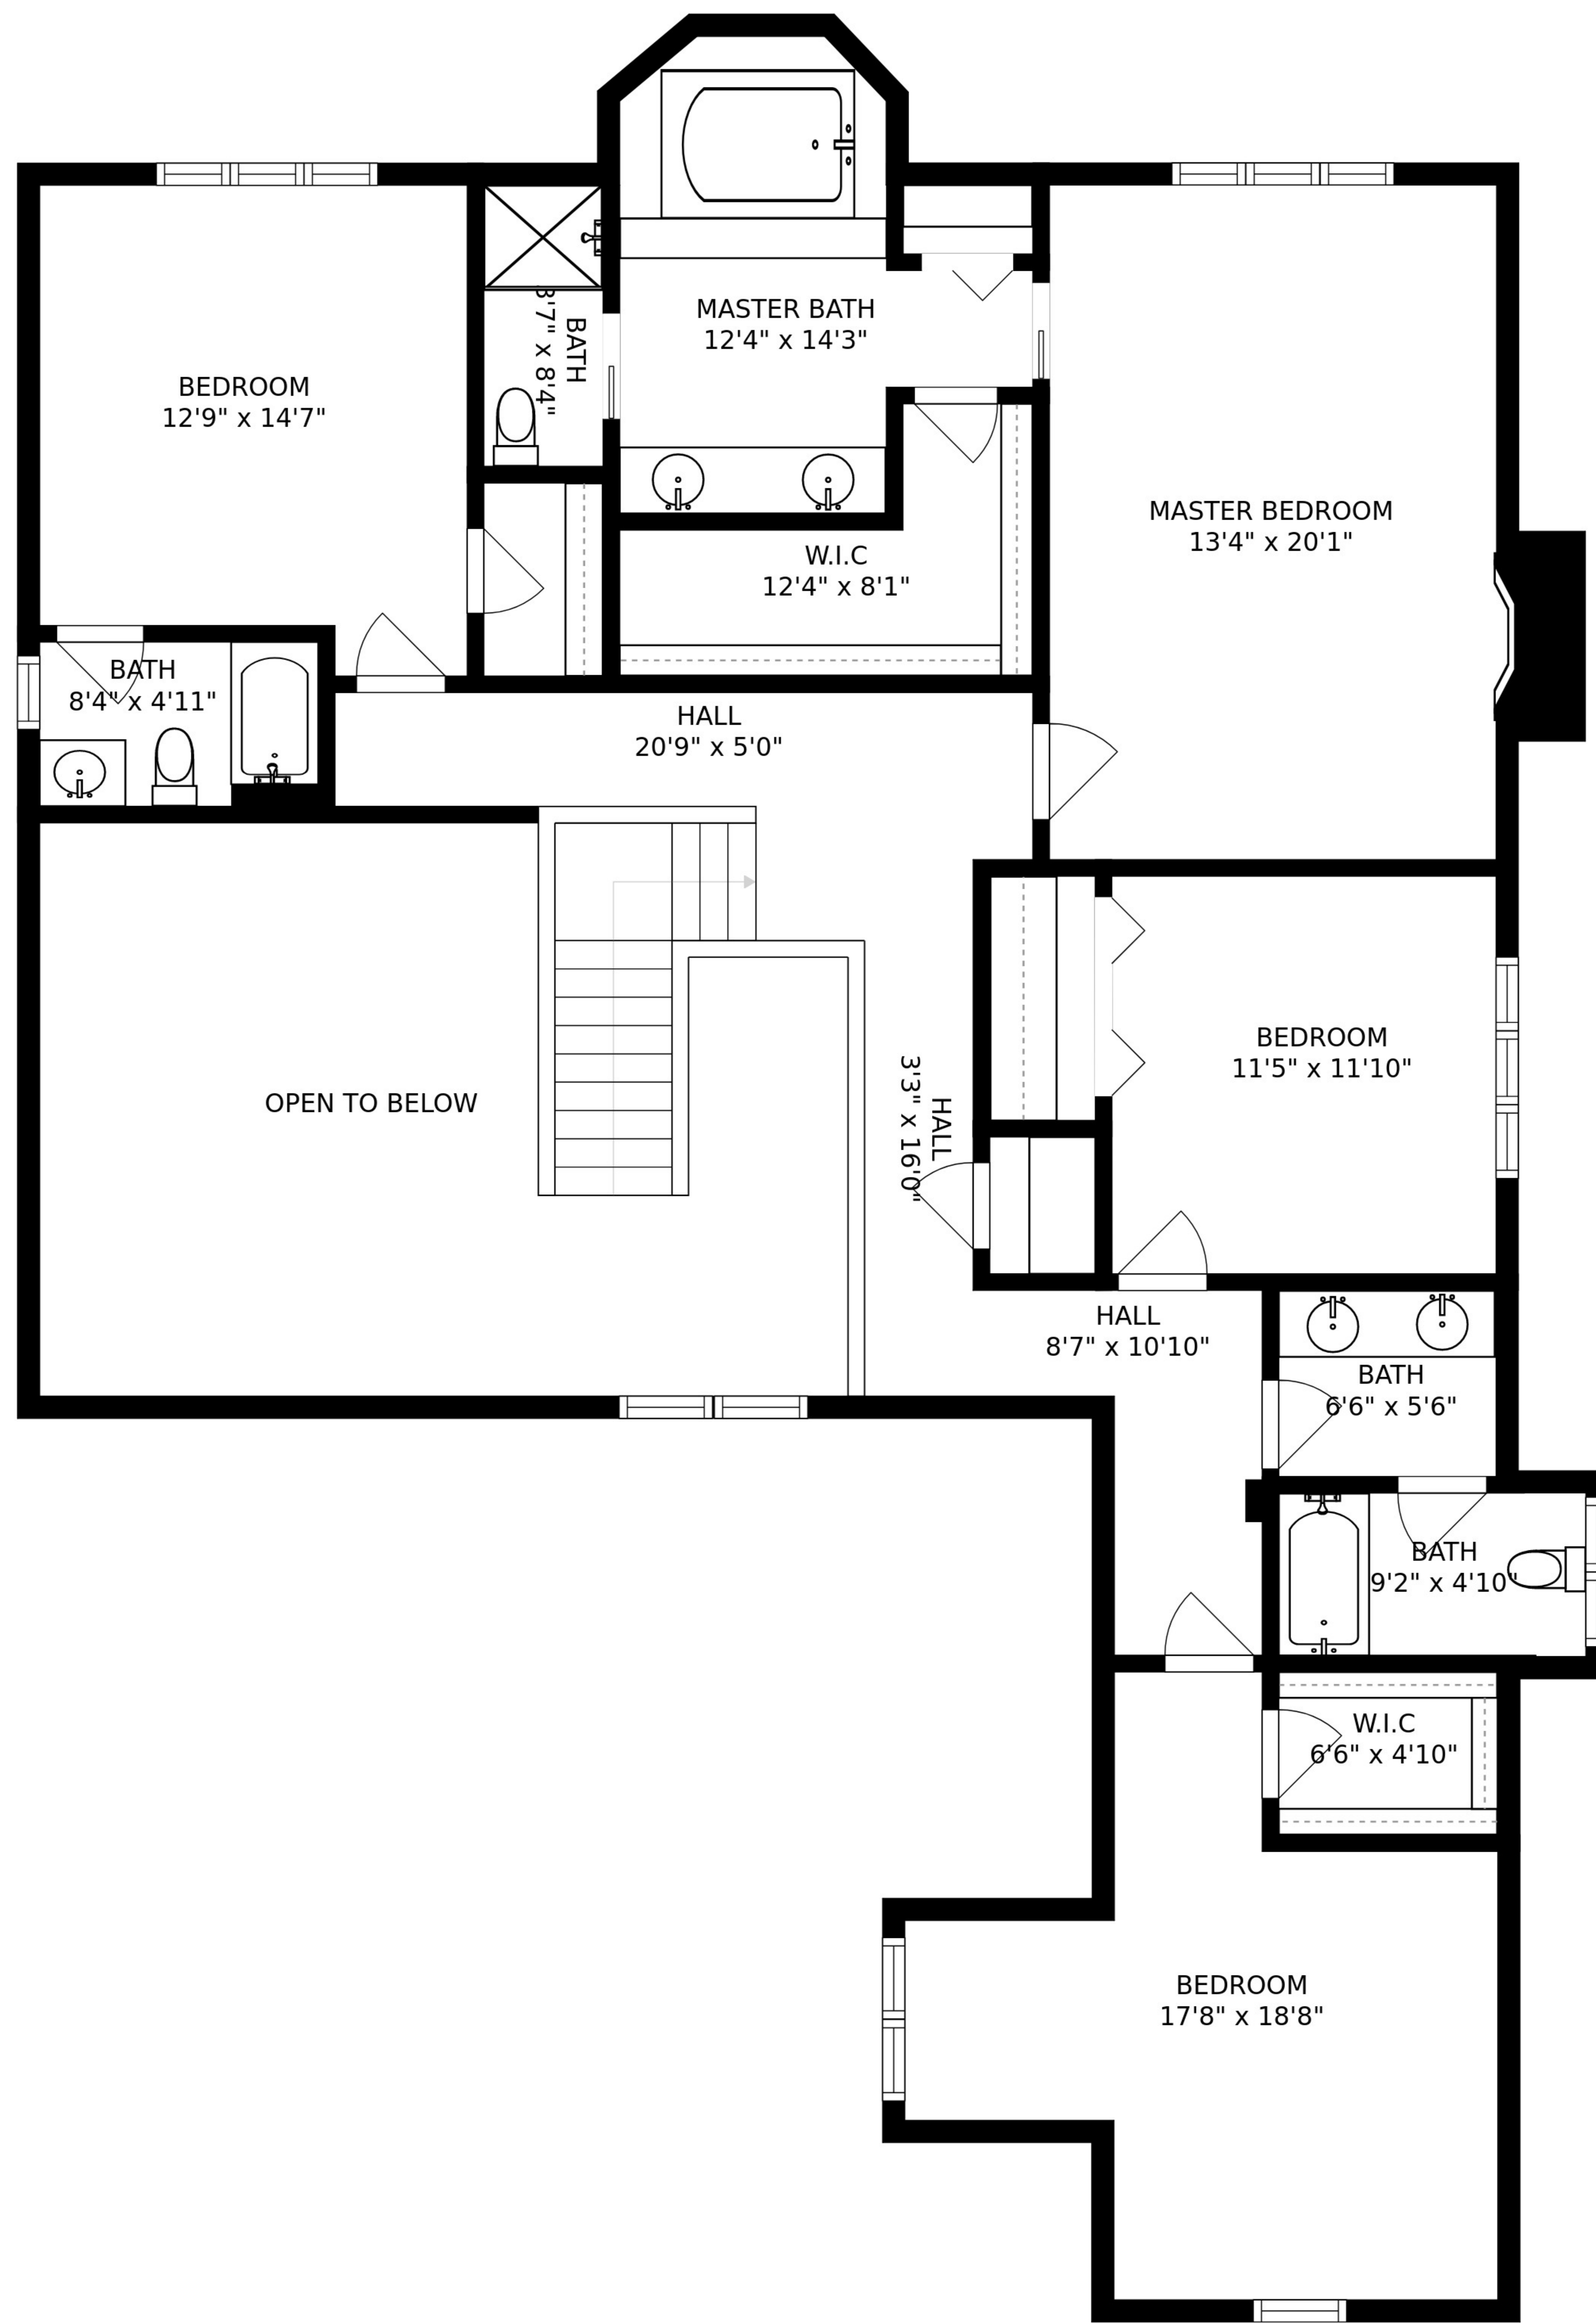 MASTER BATH
12'4" x 14'3"
BATH
3'7" x 8'4"
BEDROOM
12'9" x 14'7"
MASTER BEDROOM
13'4" x 20'1"
W.I.C
12'4" x 8'1"
BATH
8'4" x 4'11"
HALL
20'9" x 5'0"
BEDROOM
11'5" x 11'10"
OPEN TO BELOW
HALL
3'3" x 16'0"
HALL
8'7" x 10'10"
BATH
6'6" x 5'6"
BATH
9'2" x 4'10"
W.I.C
6'6" x 4'10"
BEDROOM
17'8" x 18'8"